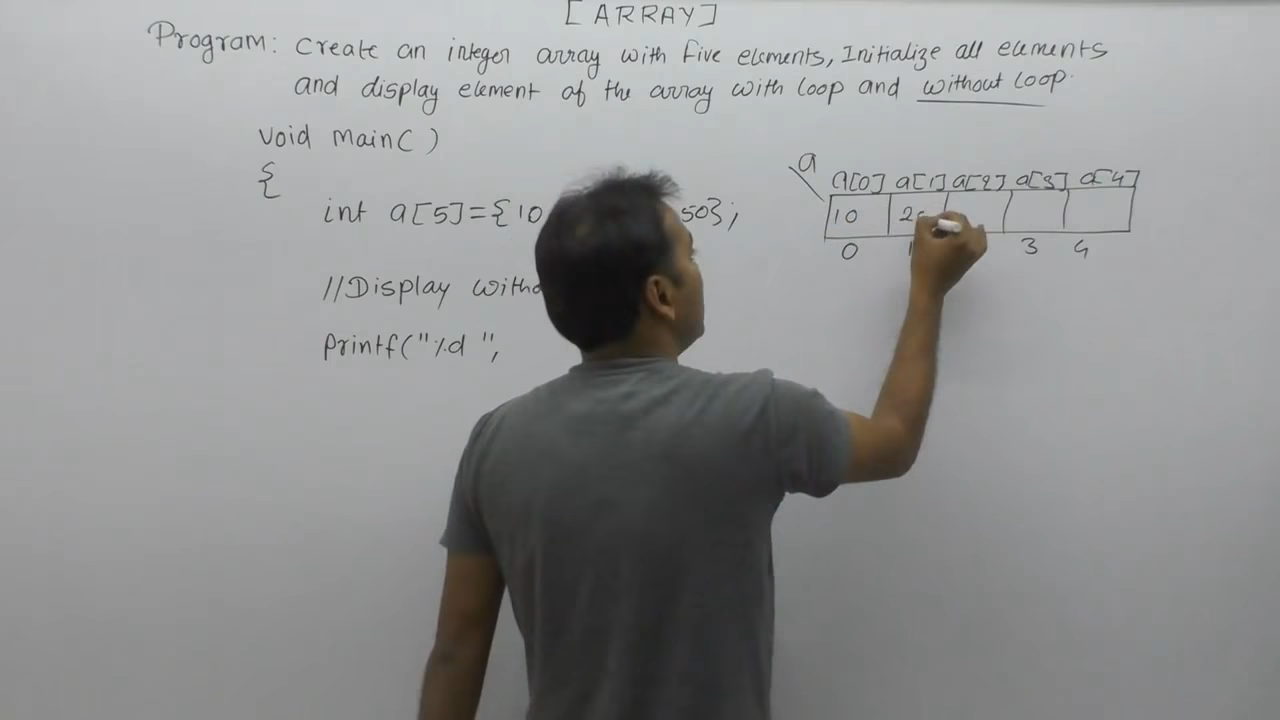 [ARRAY]
Program: Create an integer array with five elements, Initialize all elements
and display element of the array with loop and without loop.
void main( )
{
int a[5]={10 50};
//Display
printf("%d ",
a
a[0] a[1] a[2] a[3] a[4]
10
0 3 4